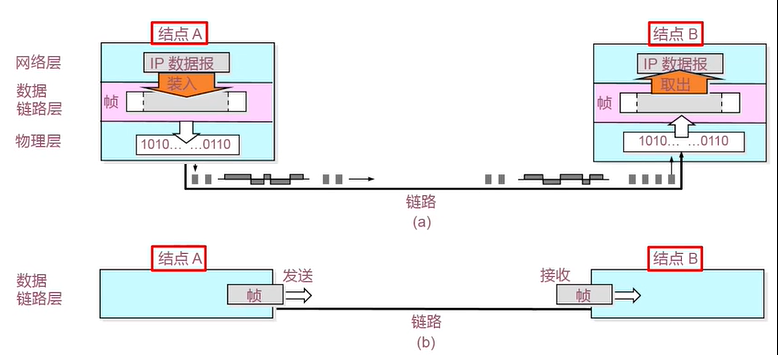 结点 A
结点 B
网络层
IP 数据报
IP 数据报
装入
取出
数据
链路层
帧
帧
物理层
1010… …0110
1010… …0110
链路
(a)
结点 A
结点 B
数据
链路层
发送
接收
帧
帧
链路
(b)